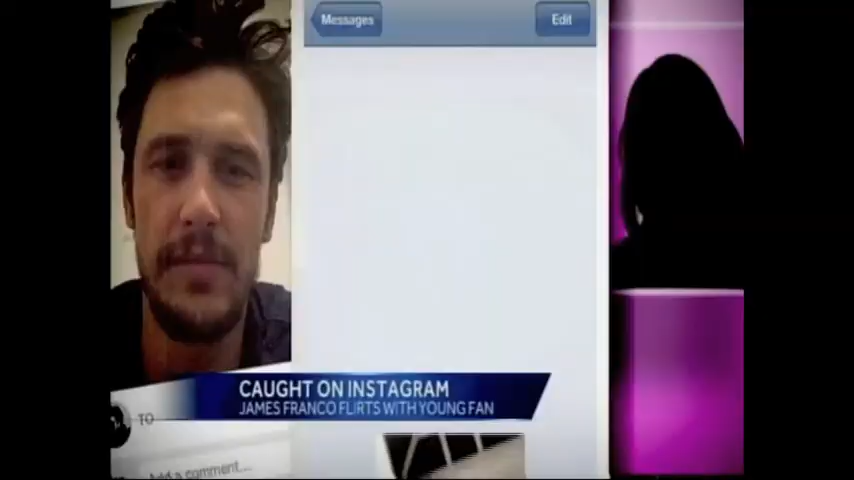 Messages
Edit
CAUGHT ON INSTAGRAM
JAMES FRANCO FLIRTS WITH YOUNG FAN
TO
Add a comment....